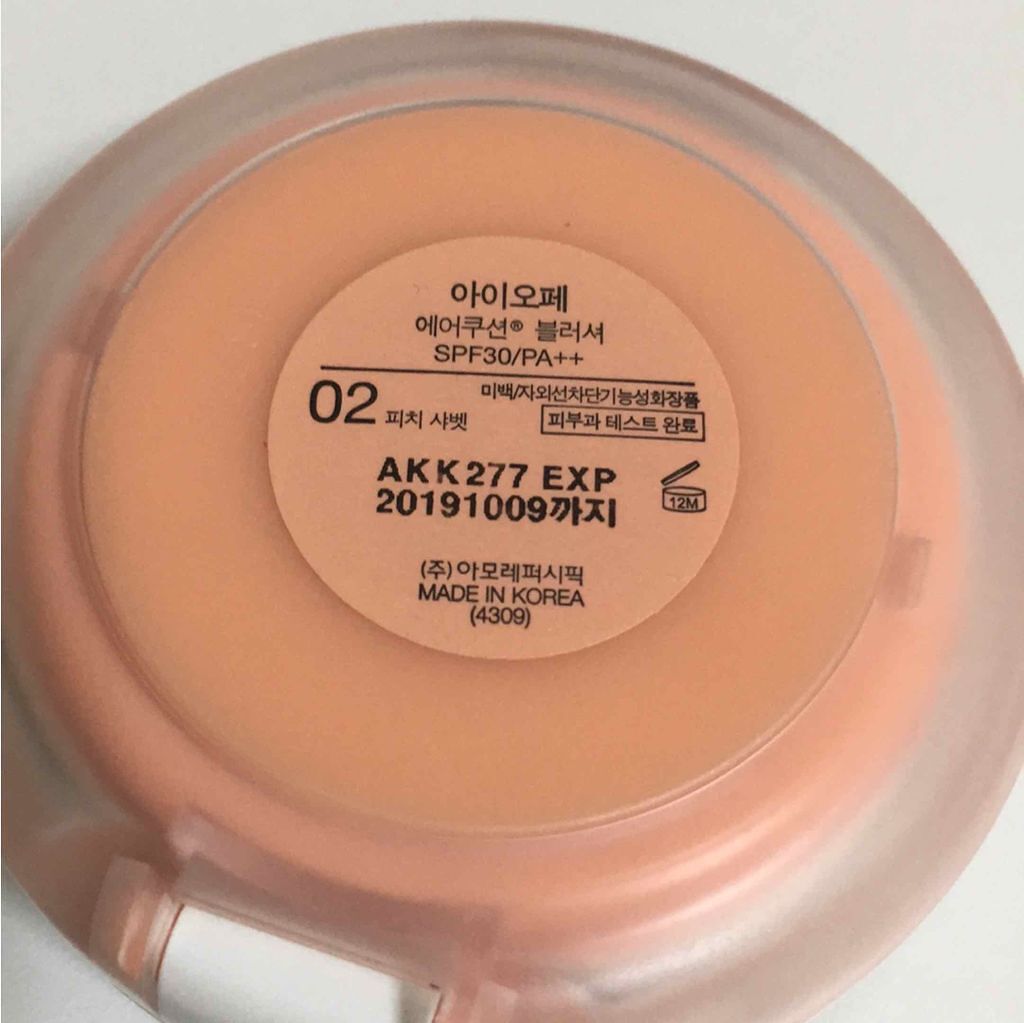 아이오페
에어쿠션® 블러셔
SPF30/PA++
02 피치 샤벳
미백/자외선차단기능성화장품
피부과 테스트 완료
AKK277 EXP
20191009까지
12M
(주)아모레퍼시픽
MADE IN KOREA
(4309)